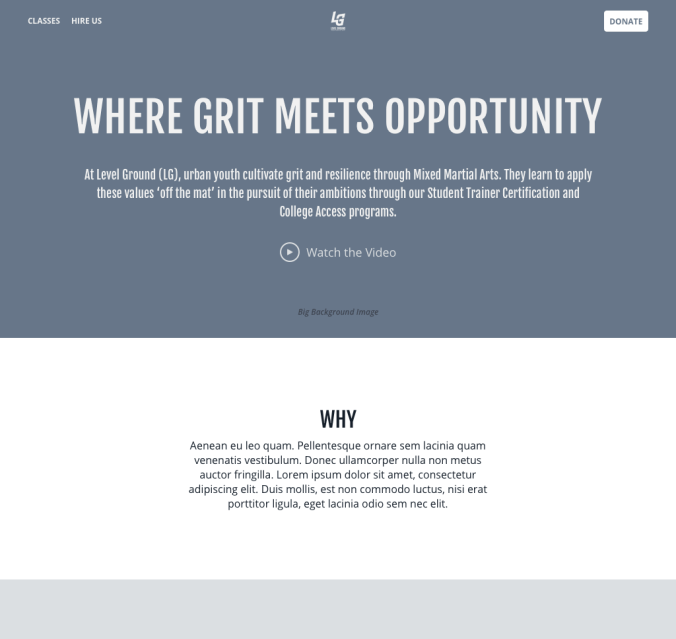 CLASSES HIRE US
LG
DONATE
WHERE GRIT MEETS OPPORTUNITY
At Level Ground (LG), urban youth cultivate grit and resilience through Mixed Martial Arts. They learn to apply
these values ‘off the mat’ in the pursuit of their ambitions through our Student Trainer Certification and
College Access programs.
Watch the Video
Big Background Image
WHY
Aenean eu leo quam. Pellentesque ornare sem lacinia quam
venenatis vestibulum. Donec ullamcorper nulla non metus
auctor fringilla. Lorem ipsum dolor sit amet, consectetur
adipiscing elit. Duis mollis, est non commodo luctus, nisi erat
porttitor ligula, eget lacinia odio sem nec elit.